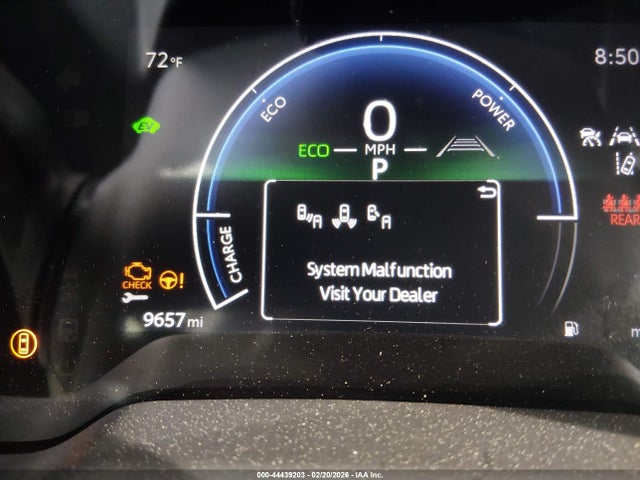 72°F
8:50
ECO
POWER
EV
0
ECO
MPH
P
REAR
CHARGE
A
A
System Malfunction
Visit Your Dealer
CHECK
!
9657 mi
m
000-44439203 - 02/20/2026 - IAA Inc.